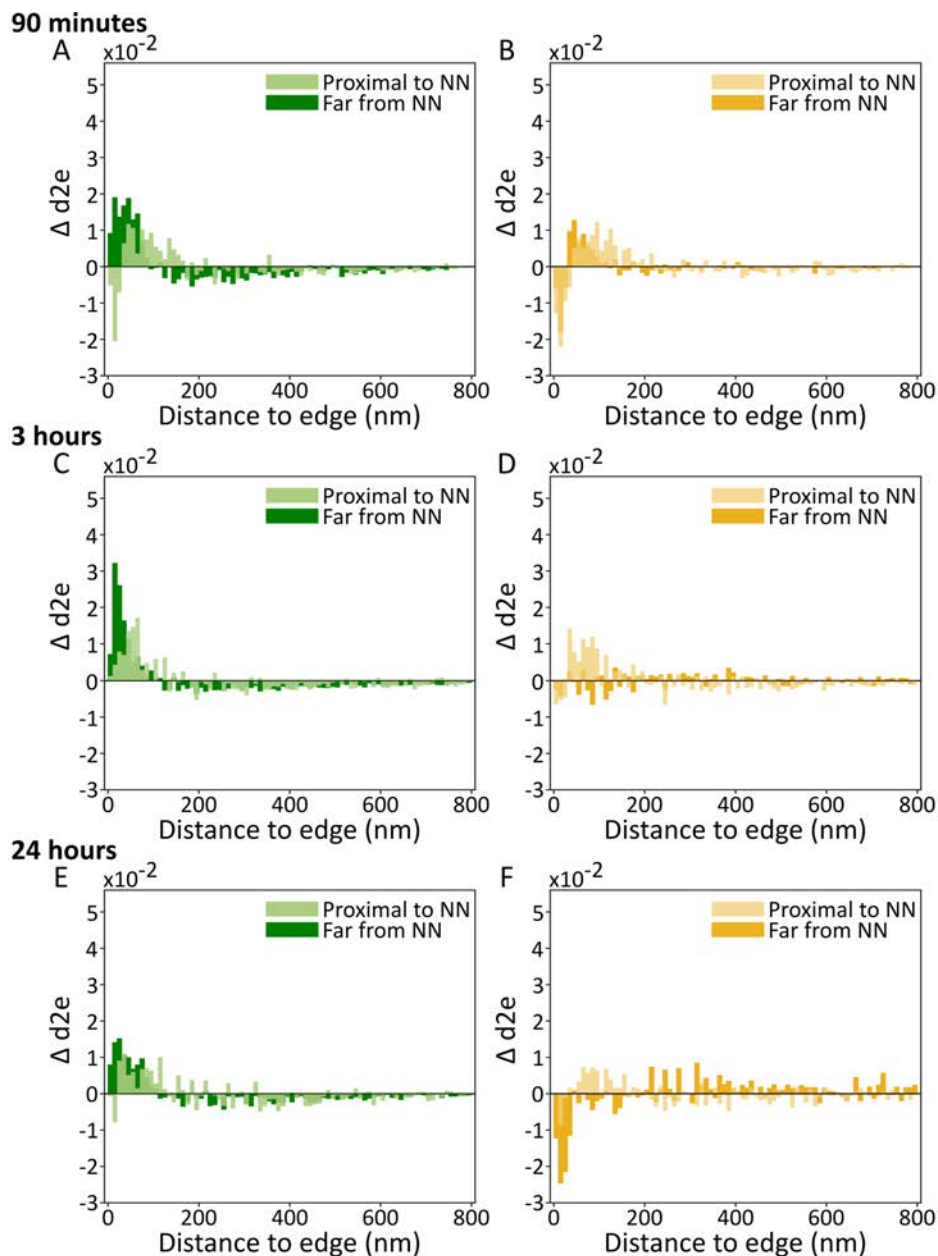 90 minutes
A
x10-2
5
4
3
2
1
0
-1
-2
-3
Δ d2e
Proximal to NN
Far from NN
0 200 400 600 800
Distance to edge (nm)
B
x10-2
5
4
3
2
1
0
-1
-2
-3
Δ d2e
Proximal to NN
Far from NN
0 200 400 600 800
Distance to edge (nm)
3 hours
C
x10-2
5
4
3
2
1
0
-1
-2
-3
Δ d2e
Proximal to NN
Far from NN
0 200 400 600 800
Distance to edge (nm)
D
x10-2
5
4
3
2
1
0
-1
-2
-3
Δ d2e
Proximal to NN
Far from NN
0 200 400 600 800
Distance to edge (nm)
24 hours
E
x10-2
5
4
3
2
1
0
-1
-2
-3
Δ d2e
Proximal to NN
Far from NN
0 200 400 600 800
Distance to edge (nm)
F
x10-2
5
4
3
2
1
0
-1
-2
-3
Δ d2e
Proximal to NN
Far from NN
0 200 400 600 800
Distance to edge (nm)